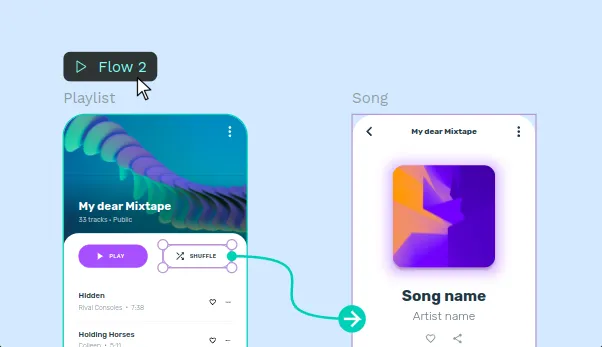 Flow 2
Playlist
My dear Mixtape
33 tracks • Public
PLAY
SHUFFLE
Hidden
Rival Consoles • 7:38
Holding Horses
Colleen • 5:11
Song
My dear Mixtape
Song name
Artist name